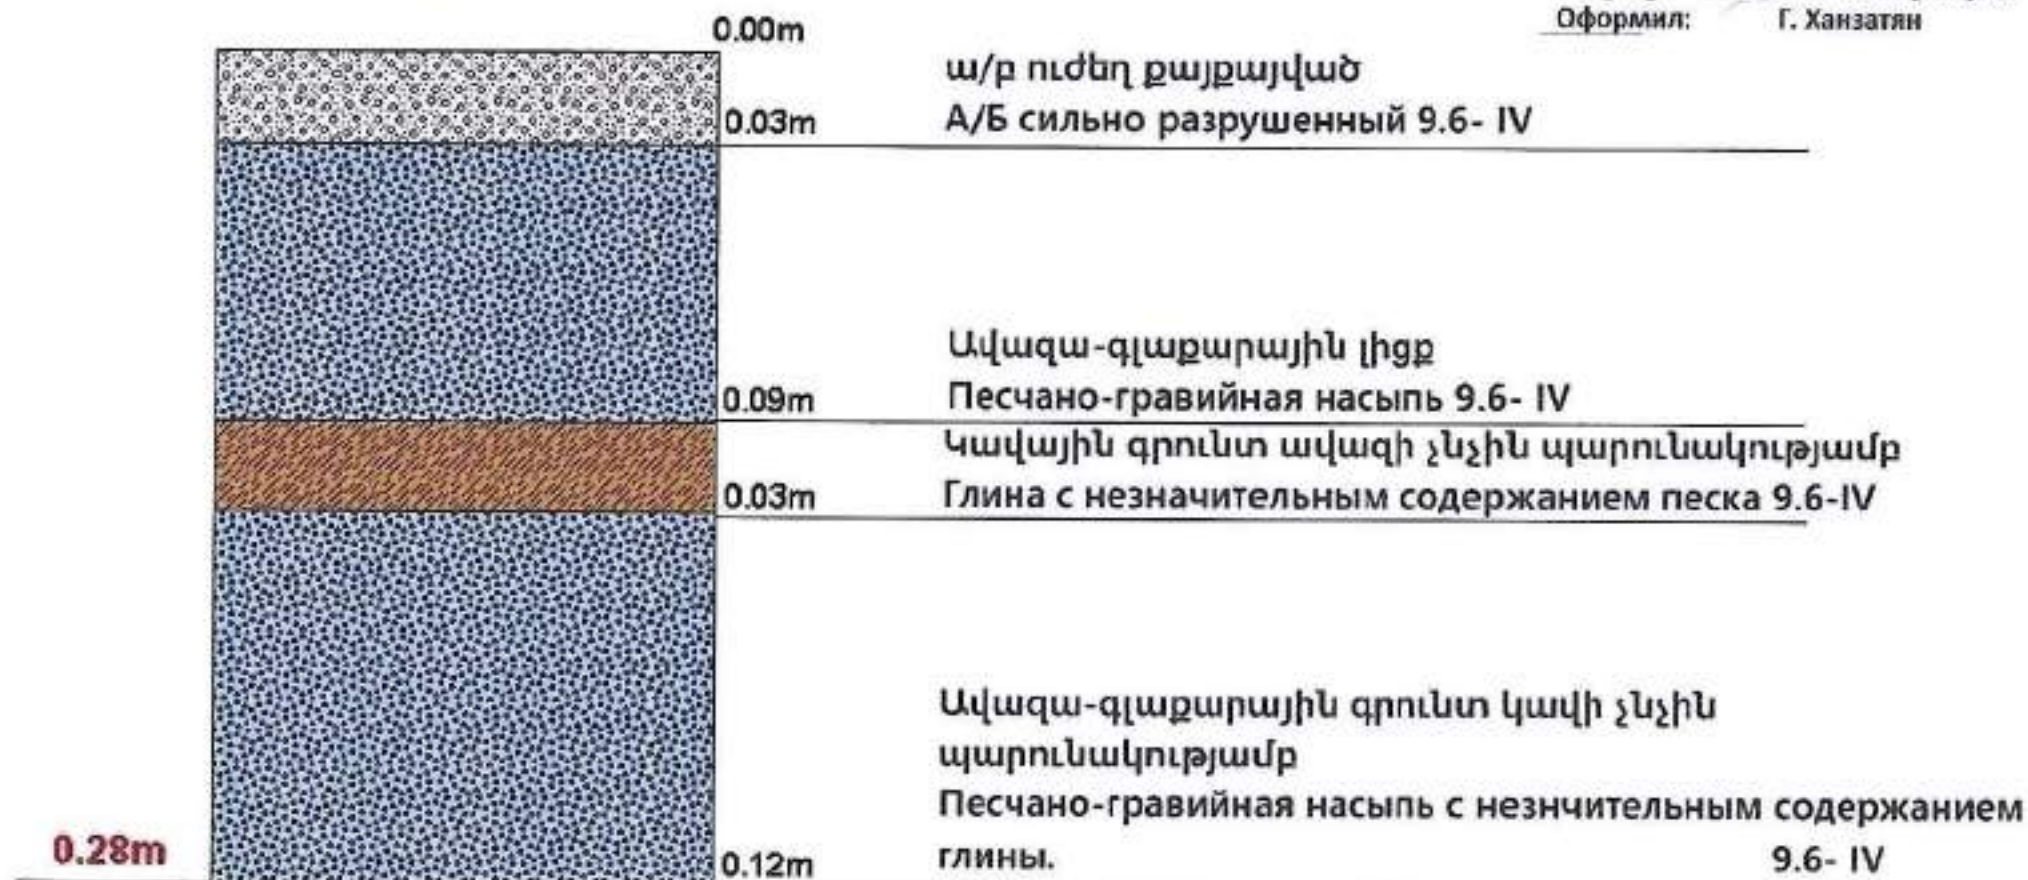 Оформил: Г. Ханзатян
0.00m
ա/բ ուժեղ քայքայված
0.03m А/Б сильно разрушенный 9.6- IV
Ավազա-գլաքարային լիցք
0.09m Песчано-гравийная насыпь 9.6- IV
Կավային գրունտ ավազի չնչին պարունակությամբ
0.03m Глина с незначительным содержанием песка 9.6-IV
Ավազա-գլաքարային գրունտ կավի չնչին
պարունակությամբ
Песчано-гравийная насыпь с незнчительным содержанием
0.28m 0.12m глины. 9.6- IV